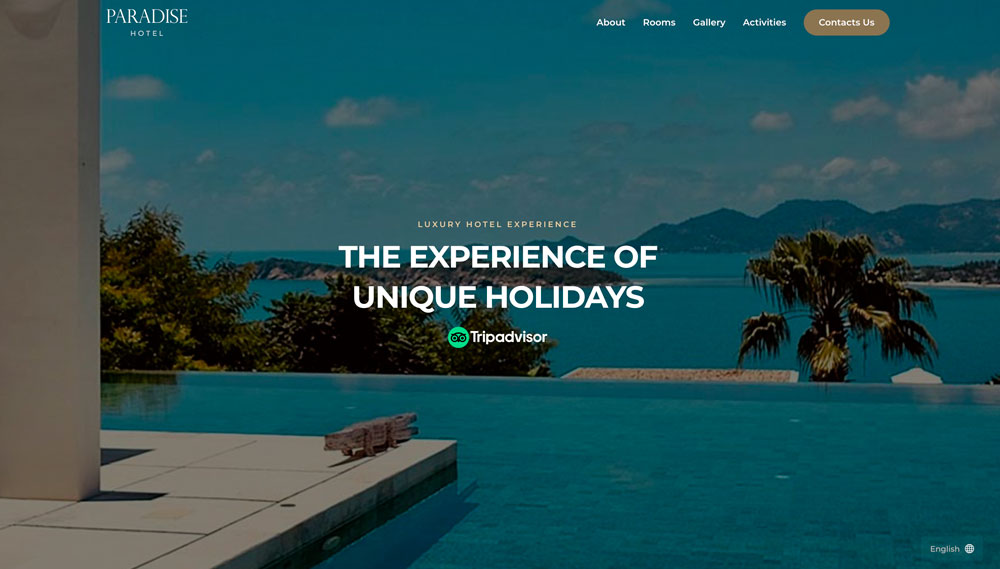 PARADISE
HOTEL
About
Rooms
Gallery
Activities
Contacts Us
LUXURY HOTEL EXPERIENCE
THE EXPERIENCE OF
UNIQUE HOLIDAYS
Tripadvisor
English